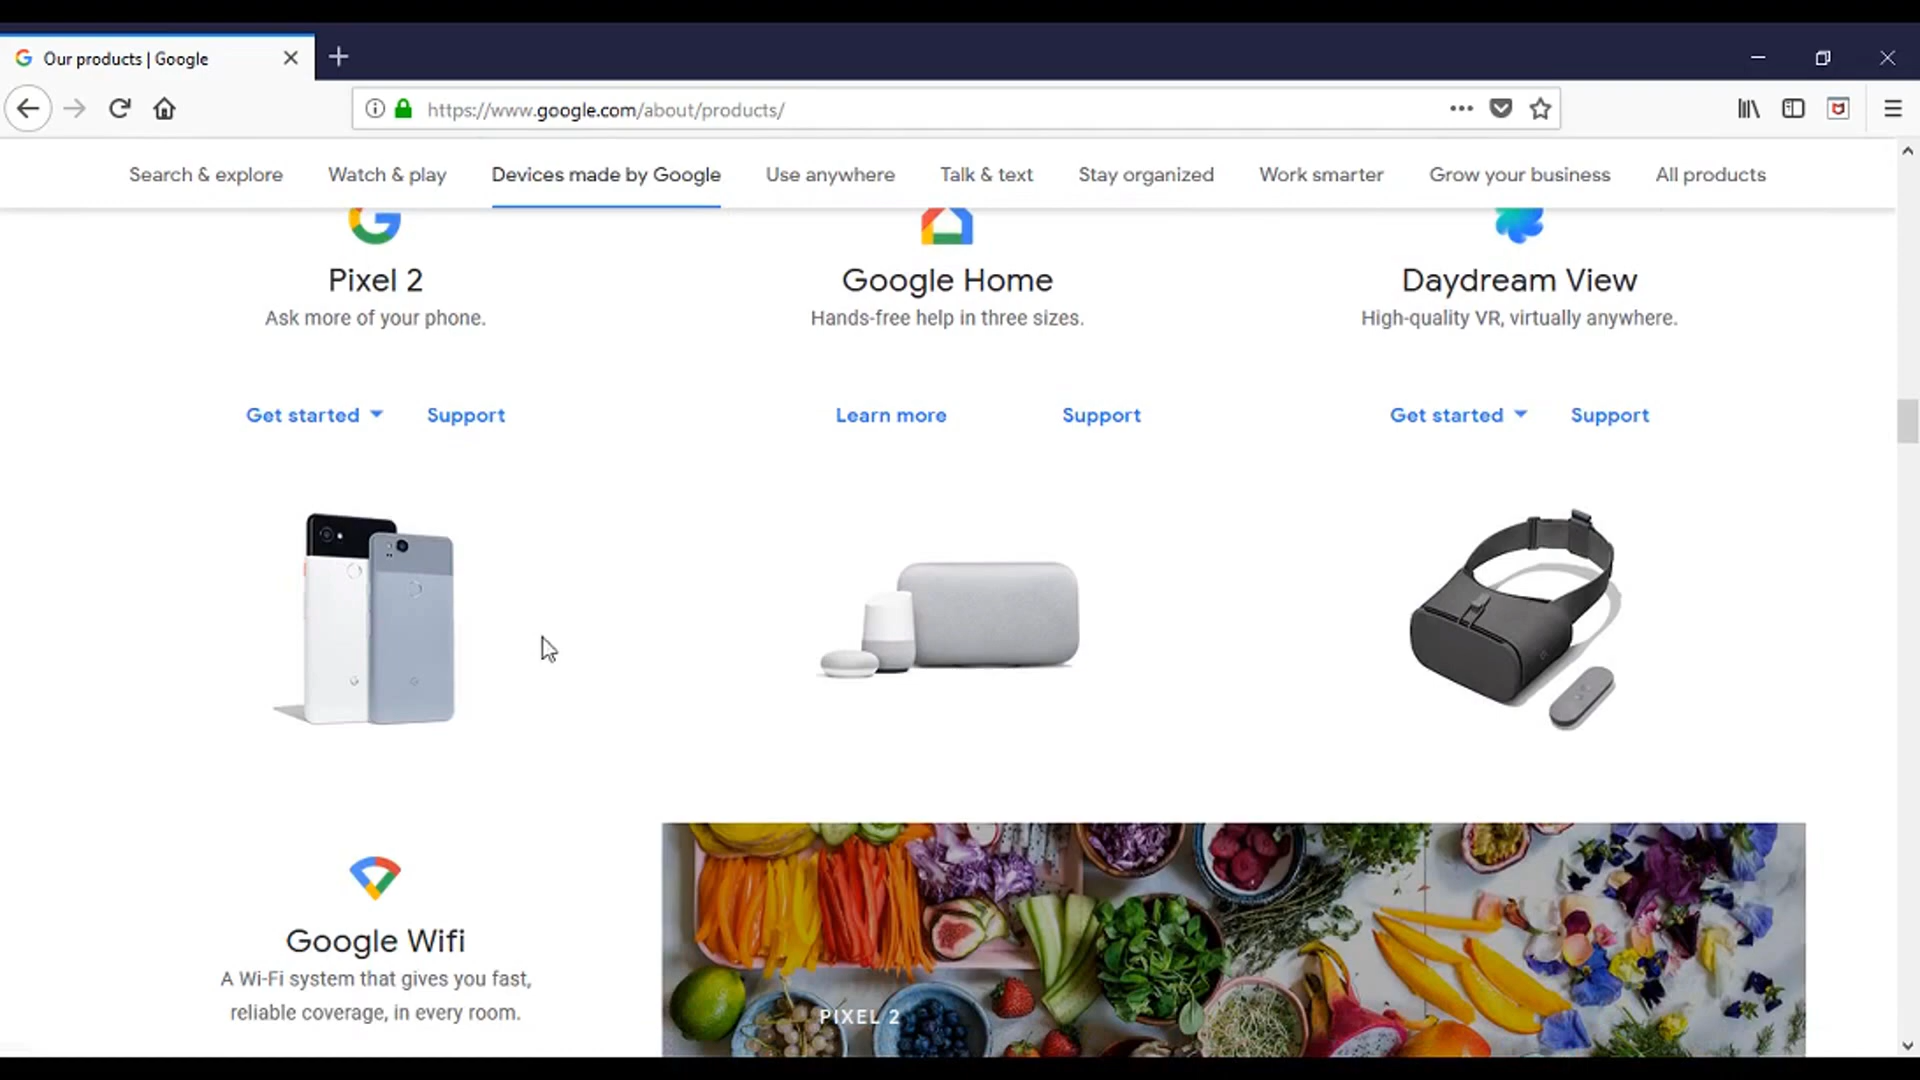 Our products | Google
https://www.google.com/about/products/
Search & explore
Watch & play
Devices made by Google
Use anywhere
Talk & text
Stay organized
Work smarter
Grow your business
All products
Pixel 2
Ask more of your phone.
Get started
Support
Google Home
Hands-free help in three sizes.
Learn more
Support
Daydream View
High-quality VR, virtually anywhere.
Get started
Support
Google Wifi
A Wi-Fi system that gives you fast,
reliable coverage, in every room.
PIXEL 2